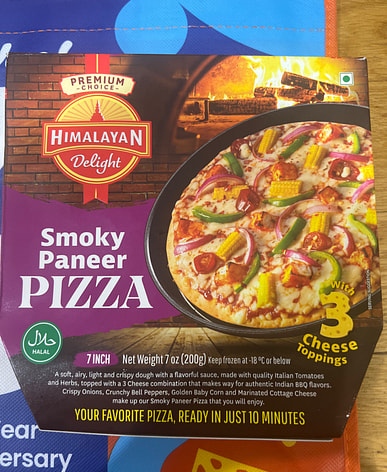 PREMIUM
CHOICE
HIMALAYAN
Delight
Smoky
Paneer
PIZZA
With
3
Cheese
Toppings
HALAL
7 INCH Net Weight 7 oz (200g) Keep frozen at -18 ºC or below
A soft, airy, light and crispy dough with a flavorful sauce, made with quality Italian Tomatoes
and Herbs, topped with a 3 Cheese combination that makes way for authentic Indian BBQ flavors.
Crispy Onions, Crunchy Bell Peppers, Golden Baby Corn and Marinated Cottage Cheese
make up our Smoky Paneer Pizza that you will enjoy.
YOUR FAVORITE PIZZA, READY IN JUST 10 MINUTES
Year
ersary